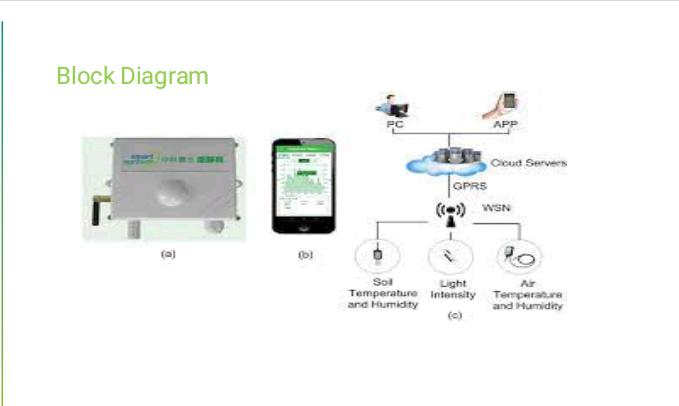 Block Diagram
PC
APP
Cloud Servers
GPRS
WSN
Soil
Temperature
and Humidity
Light
Intensity
Air
Temperature
and Humidity
(a)
(b)
(c)